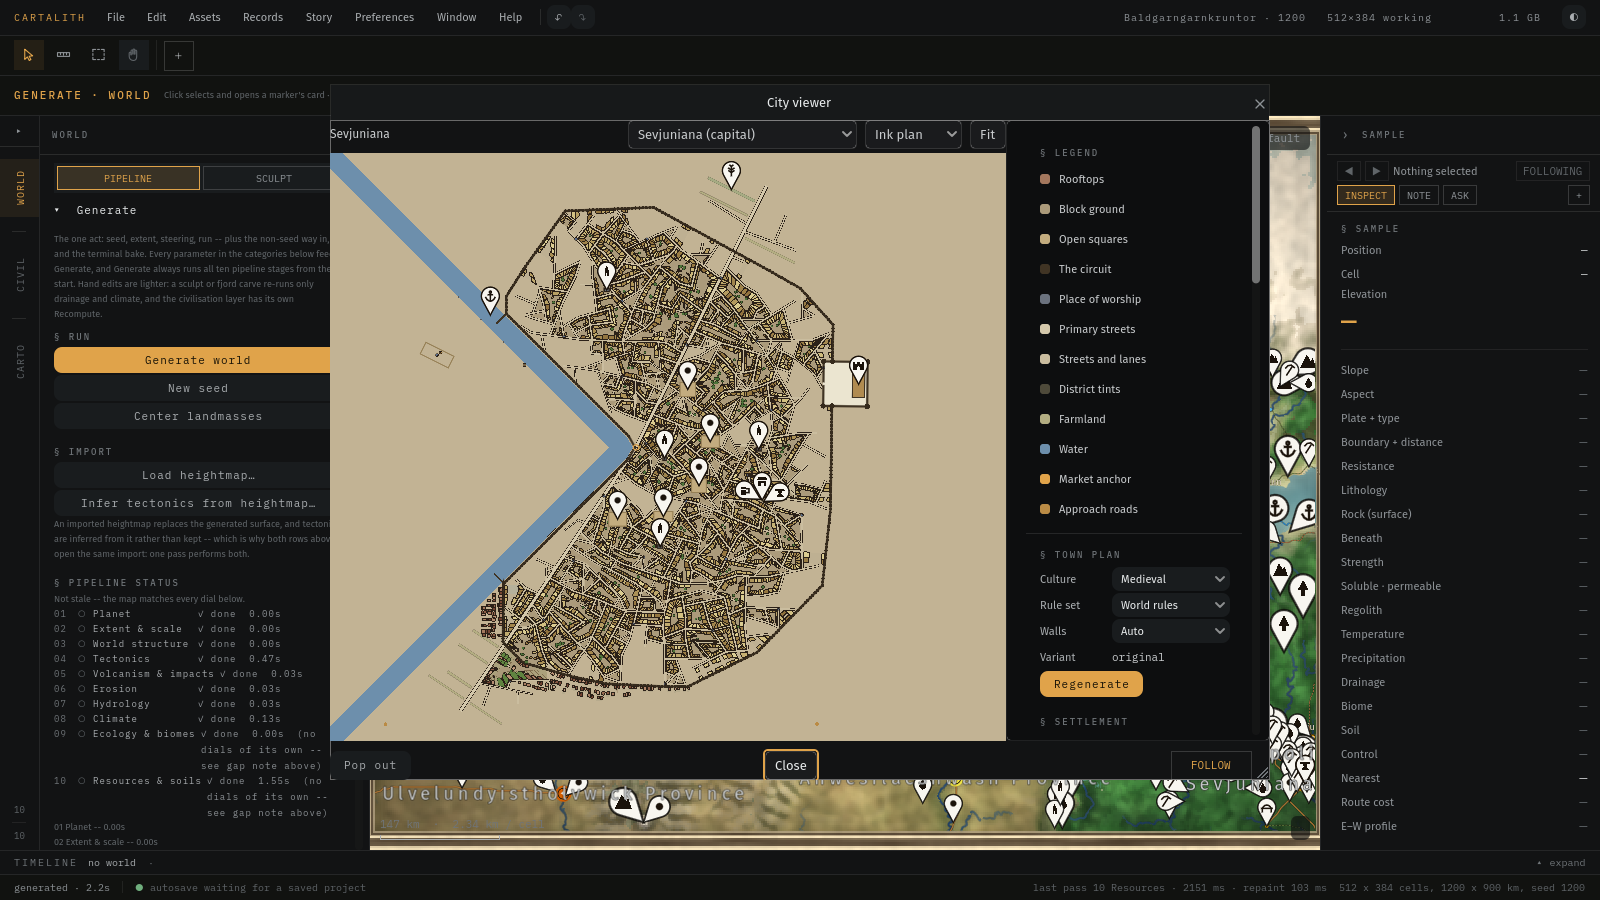 CARTALITH File Edit Assets Records Story Preferences Window Help
Baldgarngarnkruntor · 1200 512×384 working 1.1 GB
+
GENERATE · WORLD Click selects and opens a marker's card
City viewer
WORLD
WORLD
CIVIL
CARTO
10
10
PIPELINE SCULPT
Generate
The one act: seed, extent, steering, run -- plus the non-seed way in,
and the terminal bake. Every parameter in the categories below fee
Generate, and Generate always runs all ten pipeline stages from the
start. Hand edits are lighter: a sculpt or fjord carve re-runs only
drainage and climate, and the civilisation layer has its own
Recompute.
§ RUN
Generate world
New seed
Center landmasses
§ IMPORT
Load heightmap…
Infer tectonics from heightmap…
An imported heightmap replaces the generated surface, and tecton
are inferred from it rather than kept -- which is why both rows abov
open the same import: one pass performs both.
§ PIPELINE STATUS
Not stale -- the map matches every dial below.
01 Planet √ done 0.00s
02 Extent & scale √ done 0.00s
03 World structure √ done 0.00s
04 Tectonics √ done 0.47s
05 Volcanism & impacts √ done 0.03s
06 Erosion √ done 0.03s
07 Hydrology √ done 0.03s
08 Climate √ done 0.13s
09 Ecology & biomes √ done 0.00s (no
dials of its own --
see gap note above)
10 Resources & soils √ done 1.55s (no
dials of its own --
see gap note above)
01 Planet -- 0.00s
02 Extent & scale -- 0.00s
Sevjuniana Sevjuniana (capital) Ink plan Fit
§ LEGEND
Rooftops
Block ground
Open squares
The circuit
Place of worship
Primary streets
Streets and lanes
District tints
Farmland
Water
Market anchor
Approach roads
§ TOWN PLAN
Culture Medieval
Rule set World rules
Walls Auto
Variant original
Regenerate
§ SETTLEMENT
Pop out Close FOLLOW
Province
Province
fault
SAMPLE
Nothing selected FOLLOWING
INSPECT NOTE ASK +
§ SAMPLE
Position —
Cell —
Elevation
—
Slope —
Aspect —
Plate + type —
Boundary + distance —
Resistance —
Lithology —
Rock (surface) —
Beneath —
Strength —
Soluble · permeable —
Regolith —
Temperature —
Precipitation —
Drainage —
Biome —
Soil —
Control —
Nearest —
Route cost —
E–W profile —
TIMELINE no world · expand
generated · 2.2s autosave waiting for a saved project last pass 10 Resources · 2151 ms · repaint 103 ms 512 x 384 cells, 1200 x 900 km, seed 1200